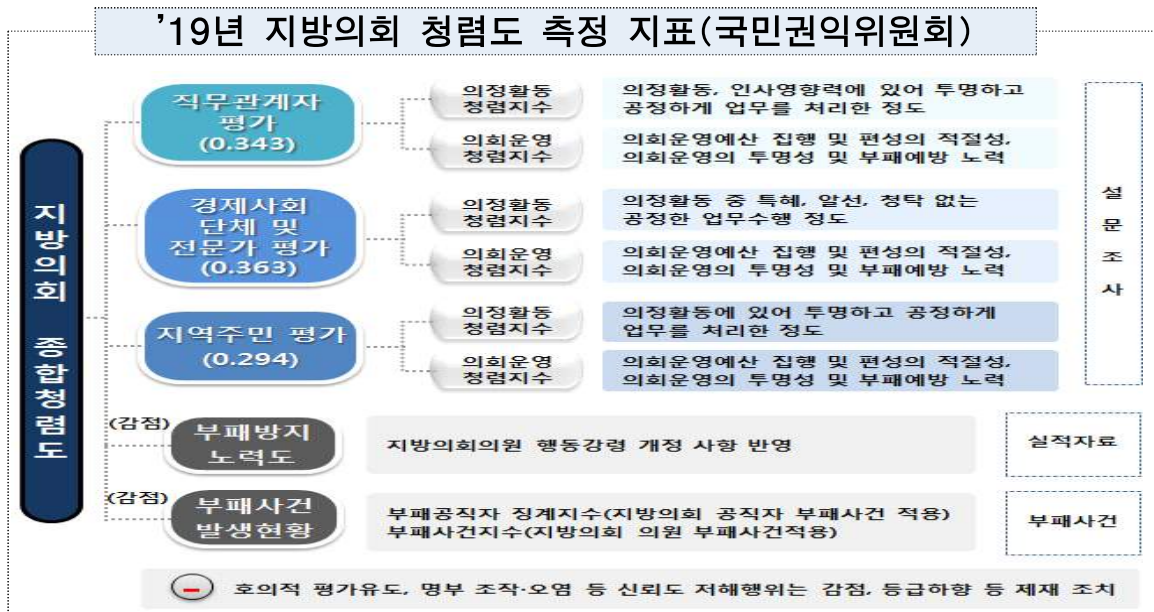 ’19년 지방의회 청렴도 측정 지표(국민권익위원회)
지방의회 종합청렴도
직무관계자
평가
(0.343)
의정활동
청렴지수
의정활동, 인사영향력에 있어 투명하고
공정하게 업무를 처리한 정도
의회운영
청렴지수
의회운영예산 집행 및 편성의 적절성,
의회운영의 투명성 및 부패예방 노력
경제사회
단체 및
전문가 평가
(0.363)
의정활동
청렴지수
의정활동 중 특혜, 알선, 청탁 없는
공정한 업무수행 정도
의회운영
청렴지수
의회운영예산 집행 및 편성의 적절성,
의회운영의 투명성 및 부패예방 노력
지역주민 평가
(0.294)
의정활동
청렴지수
의정활동에 있어 투명하고 공정하게
업무를 처리한 정도
의회운영
청렴지수
의회운영예산 집행 및 편성의 적절성,
의회운영의 투명성 및 부패예방 노력
설문조사
(감점)
부패방지
노력도
지방의회의원 행동강령 개정 사항 반영
실적자료
(감점)
부패사건
발생현황
부패공직자 징계지수(지방의회 공직자 부패사건 적용)
부패사건지수(지방의회 의원 부패사건적용)
부패사건
호의적 평가유도, 명부 조작·오염 등 신뢰도 저해행위는 감점, 등급하향 등 제재 조치